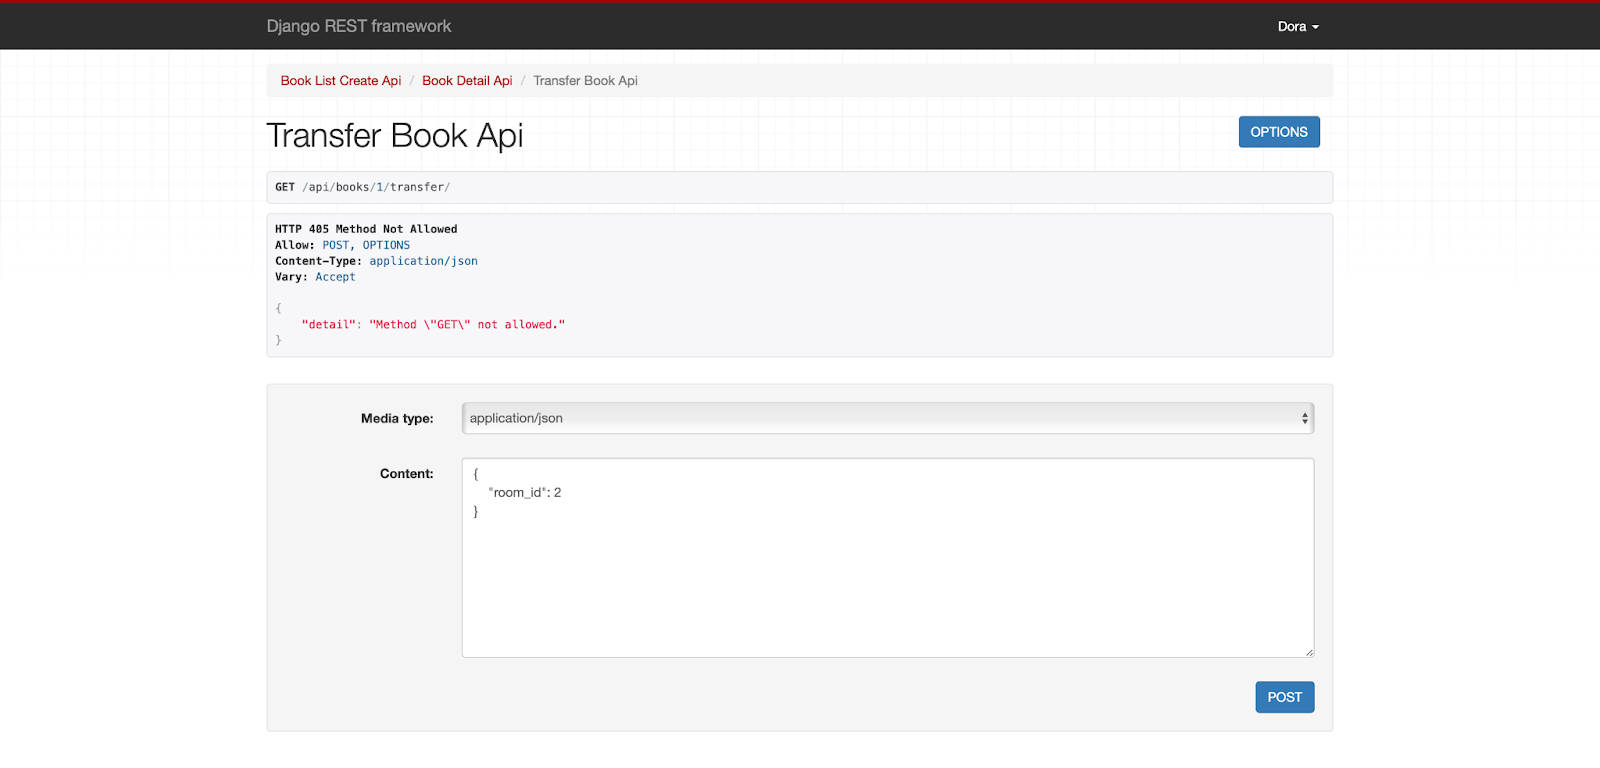 Django REST framework
Dora
Book List Create Api / Book Detail Api / Transfer Book Api
Transfer Book Api
OPTIONS
GET /api/books/1/transfer/
HTTP 405 Method Not Allowed
Allow: POST, OPTIONS
Content-Type: application/json
Vary: Accept
{
    "detail": "Method \"GET\" not allowed."
}
Media type: application/json
Content:
{
    "room_id": 2
}
POST